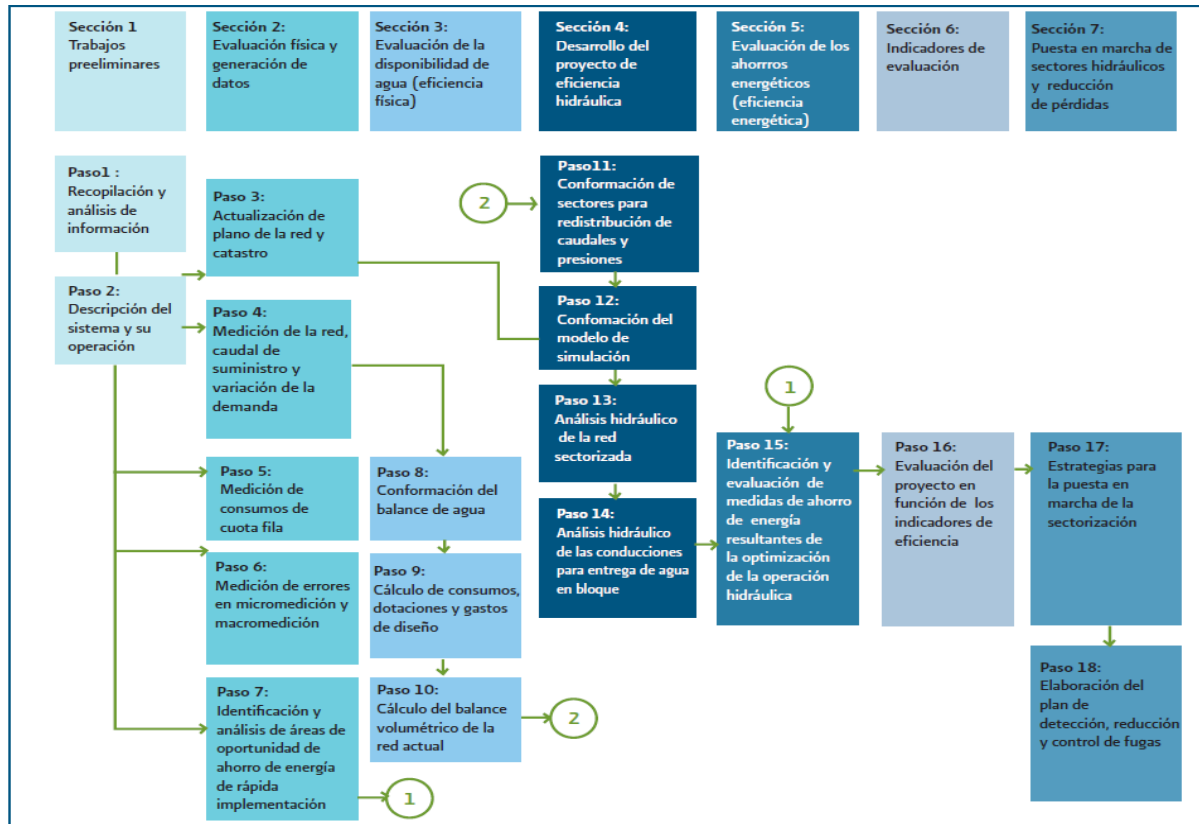 Sección 1
Trabajos
preeliminares
Sección 2:
Evaluación física y
generación de
datos
Sección 3:
Evaluación de la
disponibilidad de
agua (eficiencia
física)
Sección 4:
Desarrollo del
proyecto de
eficiencia
hidráulica
Sección 5:
Evaluación de los
ahorrros
energéticos
(eficiencia
energética)
Sección 6:
Indicadores de
evaluación
Sección 7:
Puesta en marcha de
sectores hidráulicos
y reducción
de pérdidas
Paso1 :
Recopilación y
análisis de
información
Paso 2:
Descripción del
sistema y su
operación
Paso 3:
Actualización de
plano de la red y
catastro
Paso 4:
Medición de la red,
caudal de
suministro y
variación de la
demanda
Paso 5:
Medición de
consumos de
cuota fila
Paso 6:
Medición de errores
en micromedición y
macromedición
Paso 7:
Identificación y
análisis de áreas de
oportunidad de
ahorro de energía
de rápida
implementación
1
Paso 8:
Conformación del
balance de agua
Paso 9:
Cálculo de consumos,
dotaciones y gastos
de diseño
Paso 10:
Cálculo del balance
volumétrico de la
red actual
2
2
Paso11:
Conformación de
sectores para
redistribución de
caudales y
presiones
Paso 12:
Confomación del
modelo de
simulación
Paso 13:
Análisis hidráulico
de la red
sectorizada
Paso 14:
Análisis hidráulico
de las conducciones
para entrega de agua
en bloque
1
Paso 15:
Identificación y
evaluación de
medidas de ahorro
de energía
resultantes de
la optimización
de la operación
hidráulica
Paso 16:
Evaluación del
proyecto en
función de los
indicadores de
eficiencia
Paso 17:
Estrategias para
la puesta en
marcha de la
sectorización
Paso 18:
Elaboración del
plan de
detección, reducción
y control de fugas